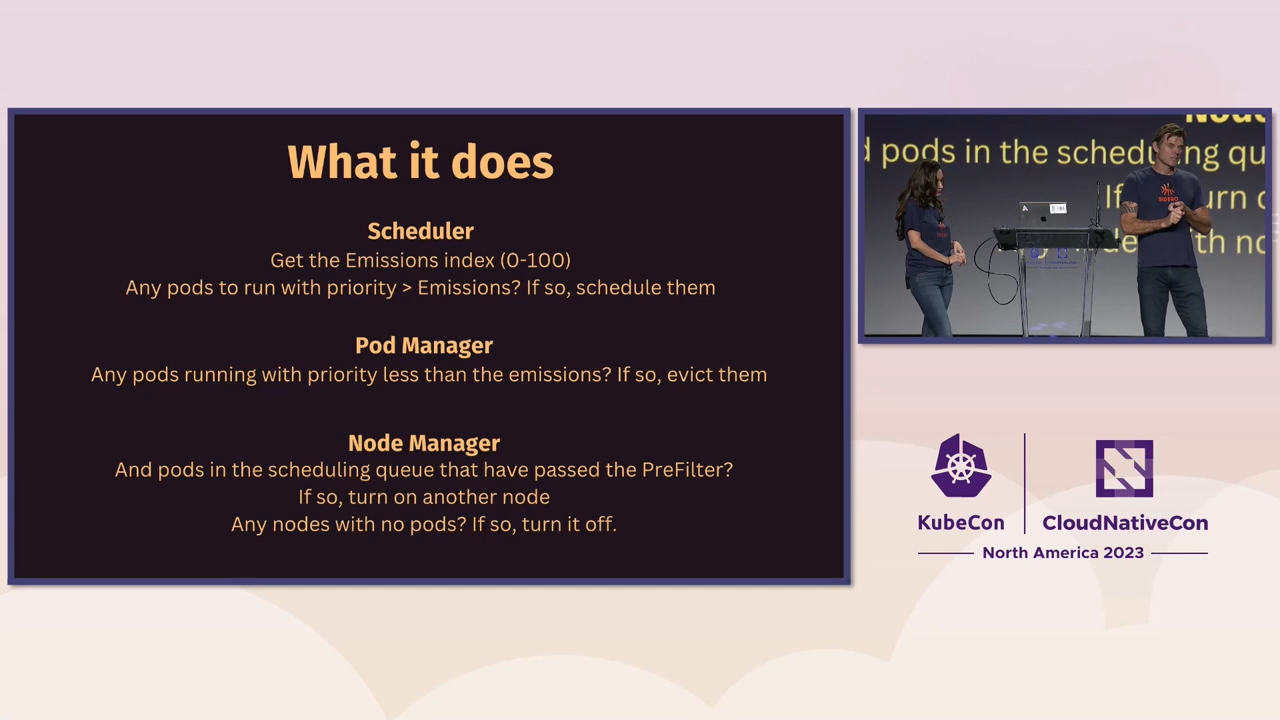 What it does
Scheduler
Get the Emissions index (0-100)
Any pods to run with priority > Emissions? If so, schedule them
Pod Manager
Any pods running with priority less than the emissions? If so, evict them
Node Manager
And pods in the scheduling queue that have passed the PreFilter?
If so, turn on another node
Any nodes with no pods? If so, turn it off.
d pods in the scheduling qu
If
urn o
th no
SIDERO
KubeCon
CloudNativeCon
North America 2023